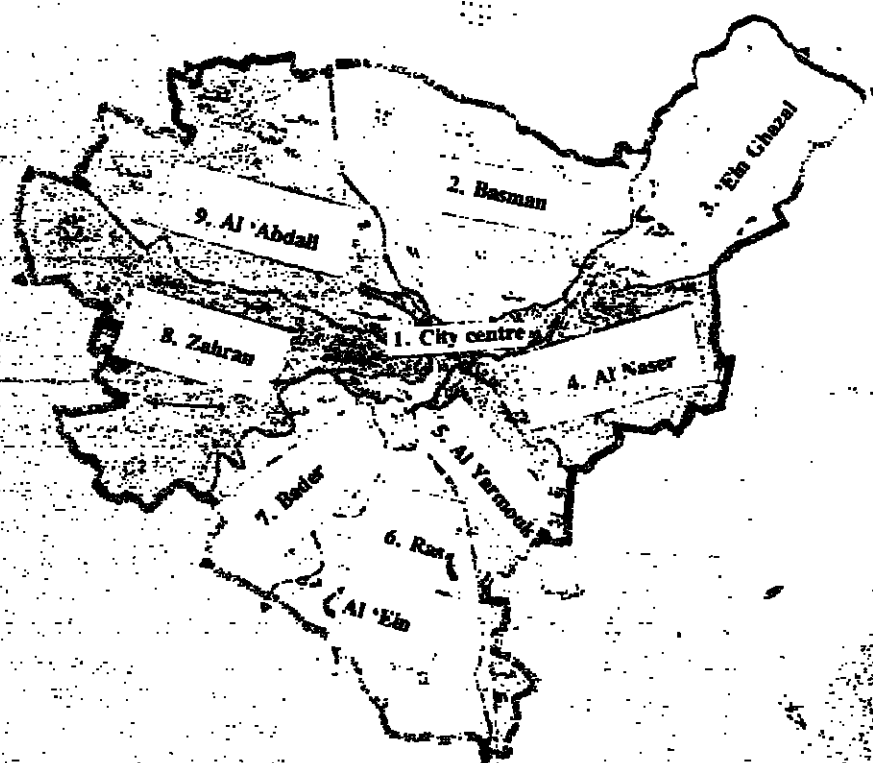 1. City centre
2. Basman
3. 'Ein Ghazal
4. Al Naser
5. Al Yarmouk
6. Ras
Al 'Ein
7. Bader
8. Zahran
9. Al 'Abdali